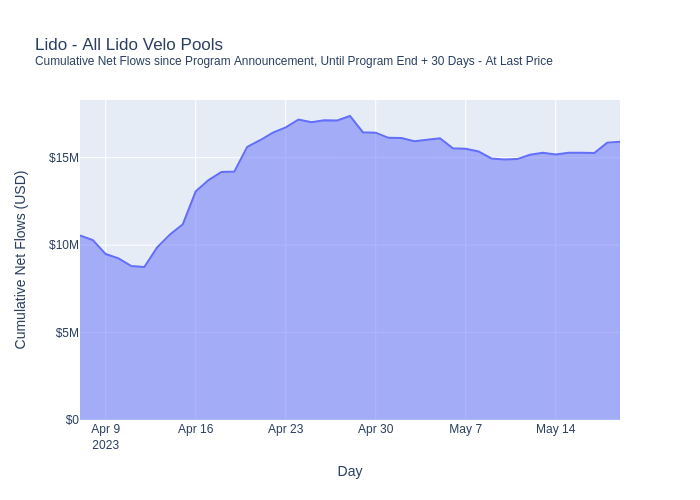 Lido - All Lido Velo Pools
Cumulative Net Flows since Program Announcement, Until Program End + 30 Days - At Last Price
Cumulative Net Flows (USD)
$15M
$10M
$5M
$0
Apr 9
2023
Apr 16
Apr 23
Apr 30
May 7
May 14
Day